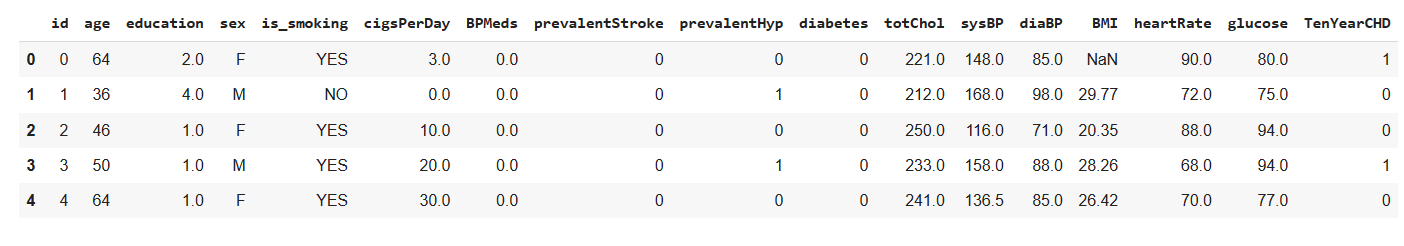 id age education sex is_smoking cigsPerDay BPMeds prevalentStroke prevalentHyp diabetes totChol sysBP diaBP BMI heartRate glucose TenYearCHD
0 0 64 2.0 F YES 3.0 0.0 0 0 0 221.0 148.0 85.0 NaN 90.0 80.0 1
1 1 36 4.0 M NO 0.0 0.0 0 1 0 212.0 168.0 98.0 29.77 72.0 75.0 0
2 2 46 1.0 F YES 10.0 0.0 0 0 0 250.0 116.0 71.0 20.35 88.0 94.0 0
3 3 50 1.0 M YES 20.0 0.0 0 1 0 233.0 158.0 88.0 28.26 68.0 94.0 1
4 4 64 1.0 F YES 30.0 0.0 0 0 0 241.0 136.5 85.0 26.42 70.0 77.0 0